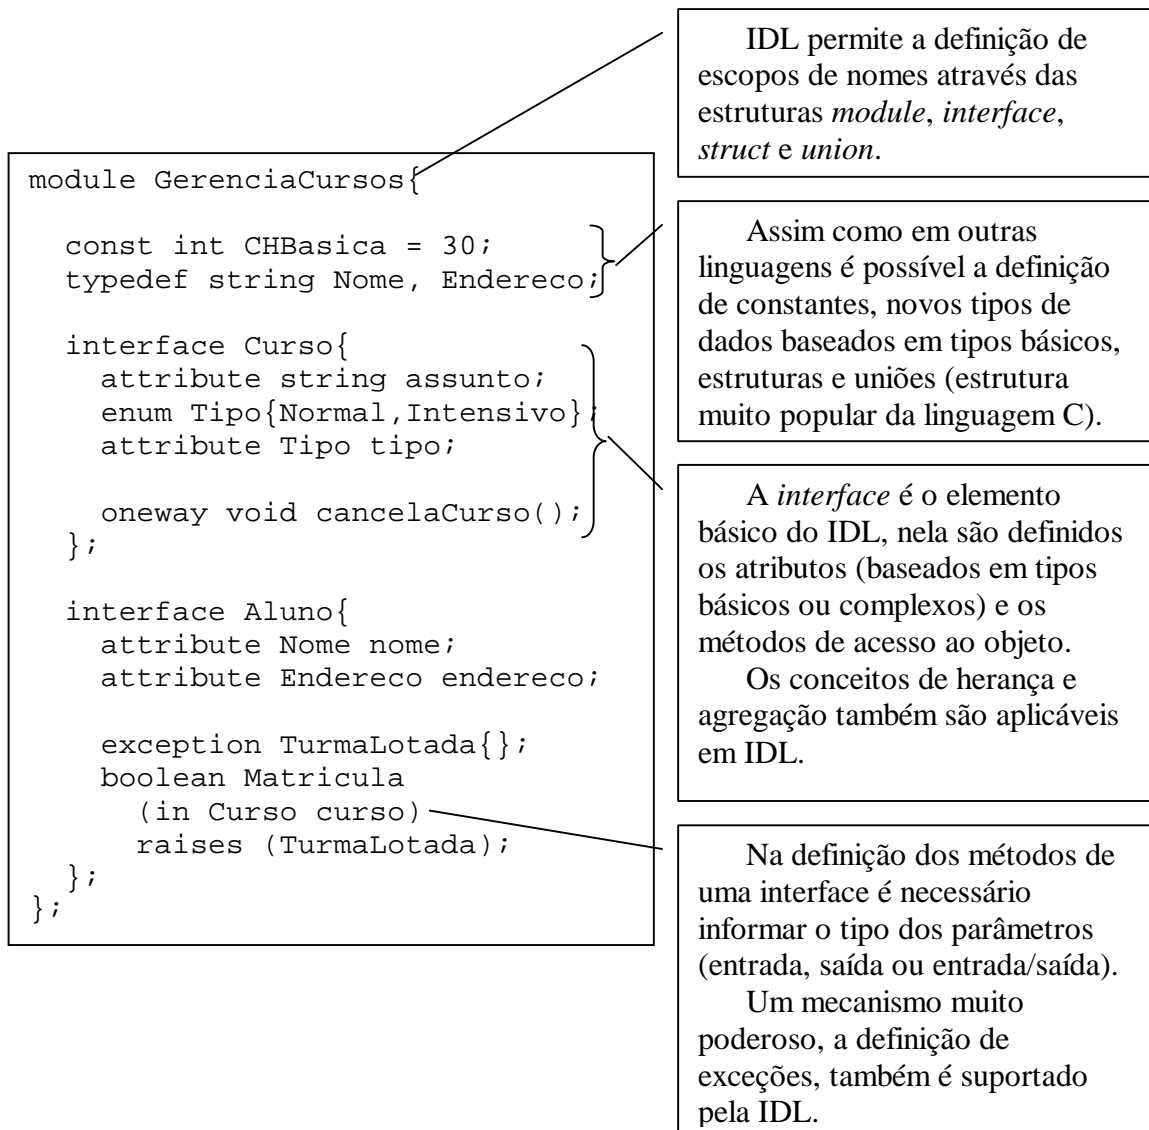 IDL permite a definição de
escopos de nomes através das
estruturas module, interface,
struct e union.
module GerenciaCursos{
const int CHBasica = 30;
typedef string Nome, Endereco;
interface Curso{
attribute string assunto;
enum Tipo{Normal,Intensivo};
attribute Tipo tipo;
oneway void cancelaCurso();
};
interface Aluno{
attribute Nome nome;
attribute Endereco endereco;
exception TurmaLotada{};
boolean Matricula
(in Curso curso)
raises (TurmaLotada);
};
};
Assim como em outras
linguagens é possível a definição
de constantes, novos tipos de
dados baseados em tipos básicos,
estruturas e uniões (estrutura
muito popular da linguagem C).
A interface é o elemento
básico do IDL, nela são definidos
os atributos (baseados em tipos
básicos ou complexos) e os
métodos de acesso ao objeto.
Os conceitos de herança e
agregação também são aplicáveis
em IDL.
Na definição dos métodos de
uma interface é necessário
informar o tipo dos parâmetros
(entrada, saída ou entrada/saída).
Um mecanismo muito
poderoso, a definição de
exceções, também é suportado
pela IDL.